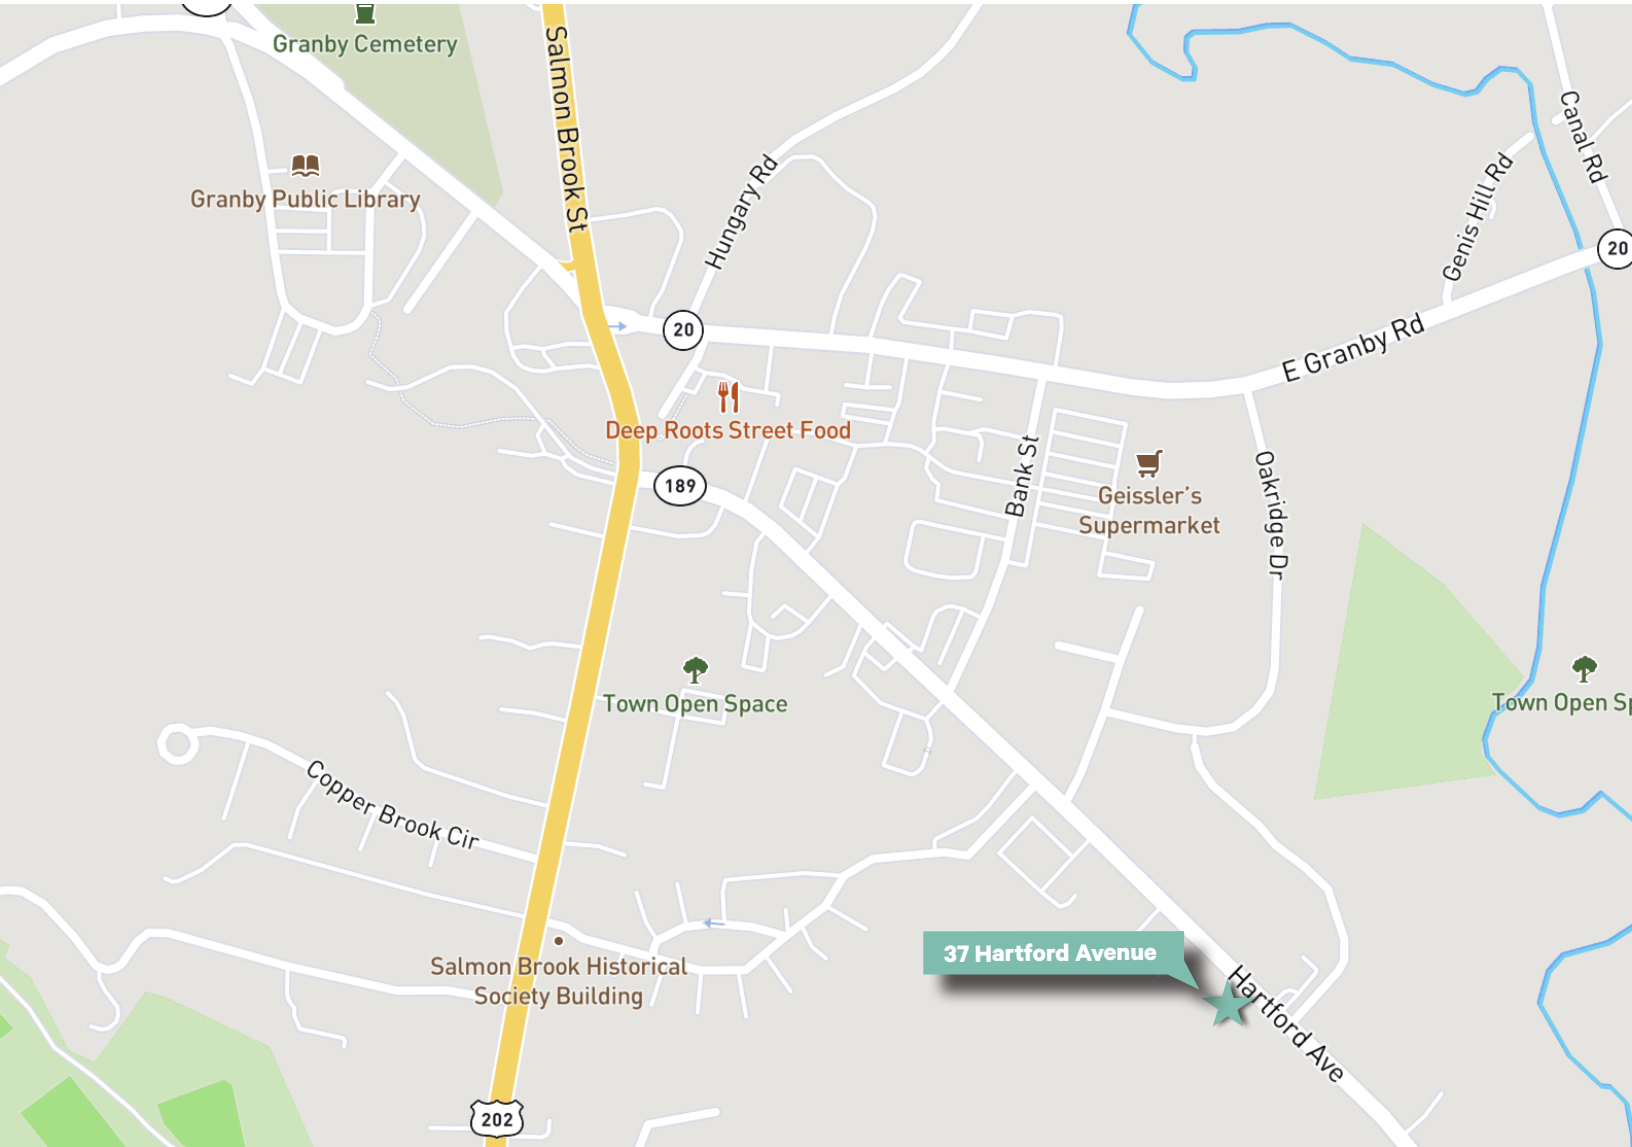 Granby Cemetery
Salmon Brook St
Canal Rd
Granby Public Library
Hungary Rd
Genis Hill Rd
20
20
E Granby Rd
Deep Roots Street Food
189
Bank St
Geissler's
Supermarket
Oakridge Dr
Town Open Space
Town Open Sp
Copper Brook Cir
Salmon Brook Historical
Society Building
37 Hartford Avenue
Hartford Ave
202